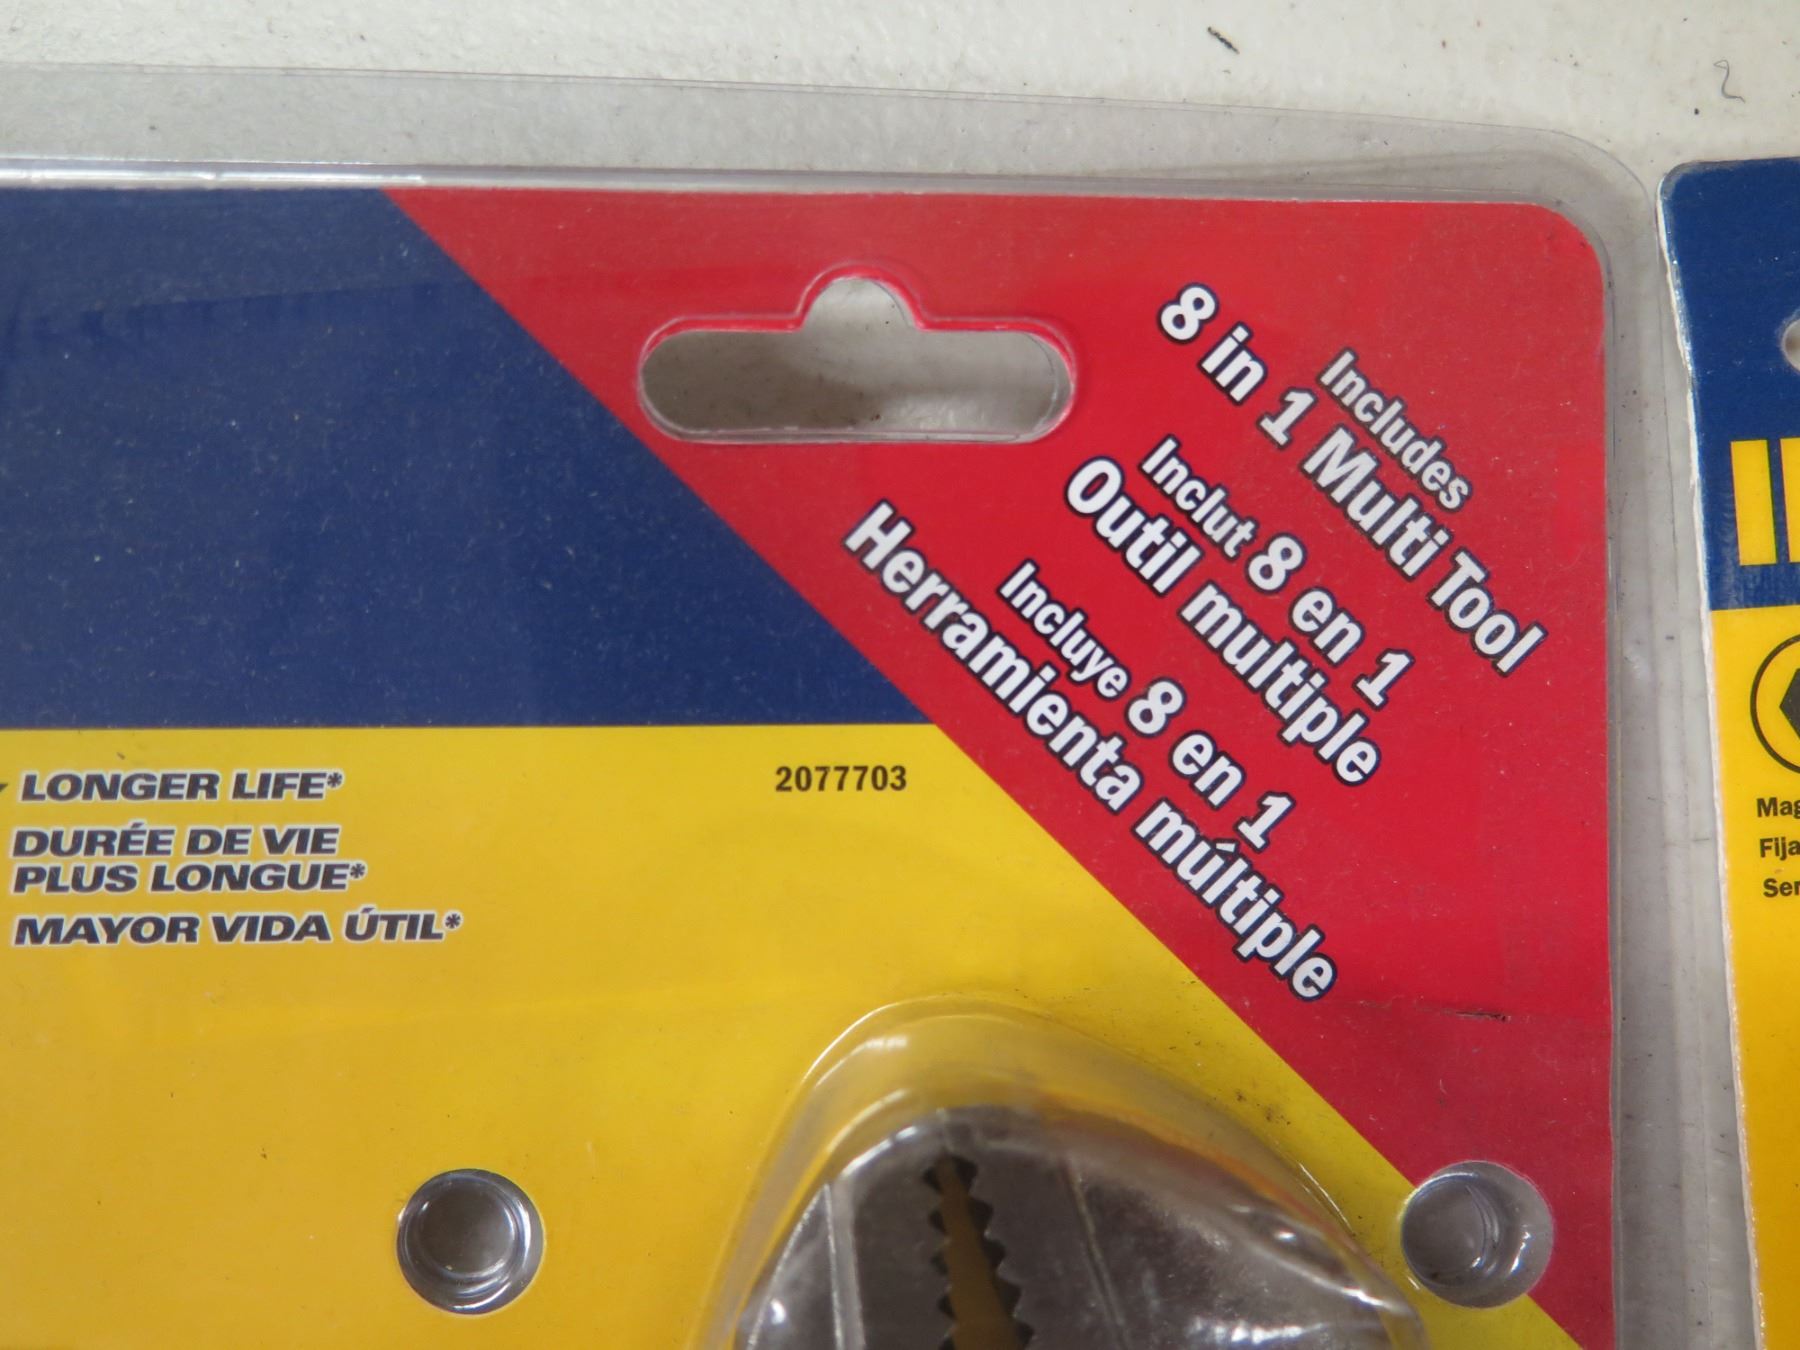 Includes
8 in 1 Multi Tool
Inclut 8 en 1
Outil multiple
Incluye 8 en 1
Herramienta múltiple
2077703
LONGER LIFE*
DURÉE DE VIE
PLUS LONGUE*
MAYOR VIDA ÚTIL*